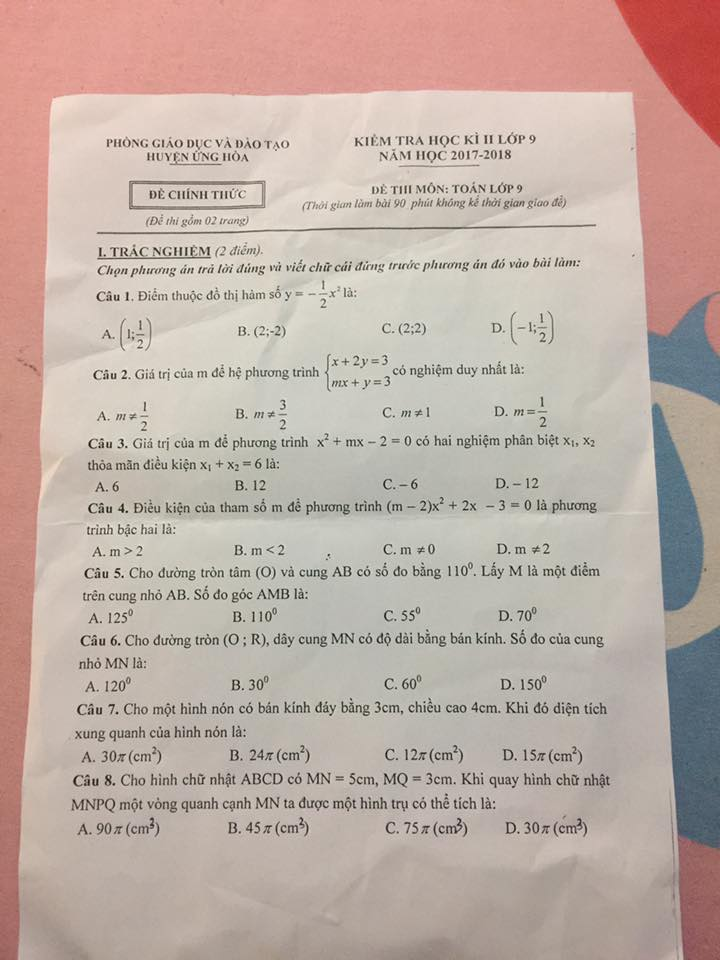 PHÒNG GIÁO DỤC VÀ ĐÀO TẠO
HUYỆN ỨNG HÒA
ĐỀ CHÍNH THỨC
(Đề thi gồm 02 trang)
KIỂM TRA HỌC KÌ II LỚP 9
NĂM HỌC 2017-2018
ĐỀ THI MÔN: TOÁN LỚP 9
(Thời gian làm bài 90 phút không kể thời gian giao đề)
I. TRẮC NGHIỆM (2 điểm).
Chọn phương án trả lời đúng và viết chữ cái đứng trước phương án đó vào bài làm:
Câu 1. Điểm thuộc đồ thị hàm số y = −1/2 x² là:
A. (1; 1/2) B. (2;-2) C. (2;2) D. (−1; 1/2)
Câu 2. Giá trị của m để hệ phương trình {x + 2y = 3 có nghiệm duy nhất là:
mx + y = 3
A. m ≠ 1/2 B. m ≠ 3/2 C. m ≠ 1 D. m = 1/2
Câu 3. Giá trị của m để phương trình x² + mx − 2 = 0 có hai nghiệm phân biệt x₁, x₂
thỏa mãn điều kiện x₁ + x₂ = 6 là:
A. 6 B. 12 C. − 6 D. − 12
Câu 4. Điều kiện của tham số m để phương trình (m − 2)x² + 2x − 3 = 0 là phương
trình bậc hai là:
A. m > 2 B. m < 2 C. m ≠ 0 D. m ≠ 2
Câu 5. Cho đường tròn tâm (O) và cung AB có số đo bằng 110⁰. Lấy M là một điểm
trên cung nhỏ AB. Số đo góc AMB là:
A. 125⁰ B. 110⁰ C. 55⁰ D. 70⁰
Câu 6. Cho đường tròn (O ; R), dây cung MN có độ dài bằng bán kính. Số đo của cung
nhỏ MN là:
A. 120⁰ B. 30⁰ C. 60⁰ D. 150⁰
Câu 7. Cho một hình nón có bán kính đáy bằng 3cm, chiều cao 4cm. Khi đó diện tích
xung quanh của hình nón là:
A. 30π (cm²) B. 24π (cm²) C. 12π (cm²) D. 15π (cm²)
Câu 8. Cho hình chữ nhật ABCD có MN = 5cm, MQ = 3cm. Khi quay hình chữ nhật
MNPQ một vòng quanh cạnh MN ta được một hình trụ có thể tích là:
A. 90 π (cm³) B. 45 π (cm³) C. 75 π (cm³) D. 30 π (cm³)